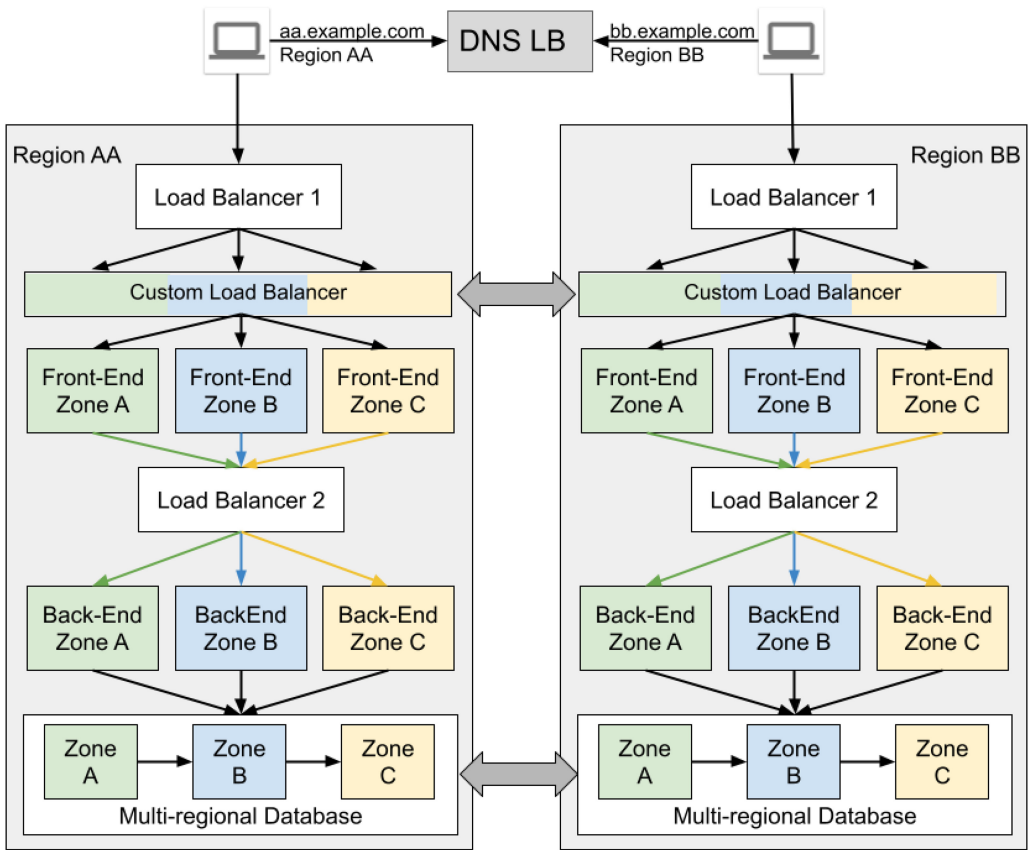 aa.example.com
Region AA
DNS LB
bb.example.com
Region BB
Region AA
Load Balancer 1
Custom Load Balancer
Front-End
Zone A
Front-End
Zone B
Front-End
Zone C
Load Balancer 2
Back-End
Zone A
BackEnd
Zone B
Back-End
Zone C
Zone
A
Zone
B
Zone
C
Multi-regional Database
Region BB
Load Balancer 1
Custom Load Balancer
Front-End
Zone A
Front-End
Zone B
Front-End
Zone C
Load Balancer 2
Back-End
Zone A
BackEnd
Zone B
Back-End
Zone C
Zone
A
Zone
B
Zone
C
Multi-regional Database